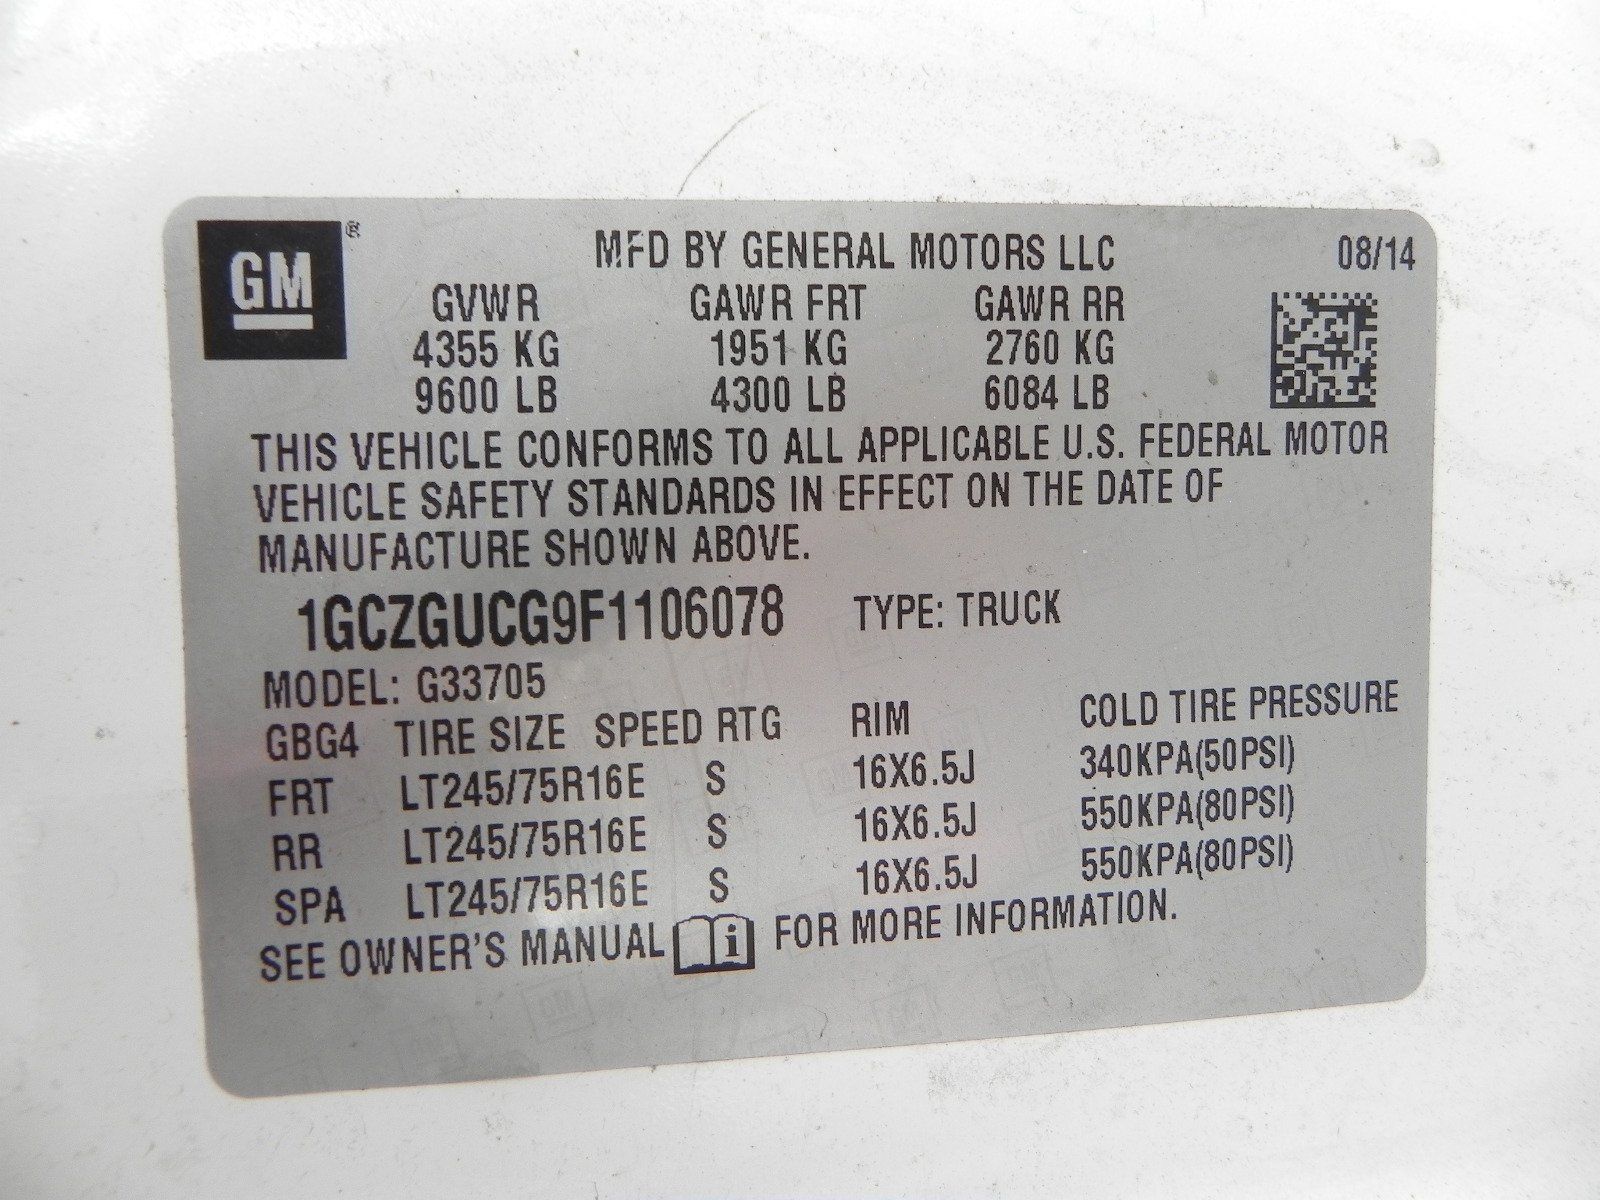 GM ® MFD BY GENERAL MOTORS LLC 08/14
GVWR GAWR FRT GAWR RR
4355 KG 1951 KG 2760 KG
9600 LB 4300 LB 6084 LB
THIS VEHICLE CONFORMS TO ALL APPLICABLE U.S. FEDERAL MOTOR
VEHICLE SAFETY STANDARDS IN EFFECT ON THE DATE OF
MANUFACTURE SHOWN ABOVE.
1GCZGUCG9F1106078 TYPE: TRUCK
MODEL: G33705
GBG4 TIRE SIZE SPEED RTG RIM COLD TIRE PRESSURE
FRT LT245/75R16E S 16X6.5J 340KPA(50PSI)
RR LT245/75R16E S 16X6.5J 550KPA(80PSI)
SPA LT245/75R16E S 16X6.5J 550KPA(80PSI)
SEE OWNER'S MANUAL i FOR MORE INFORMATION.